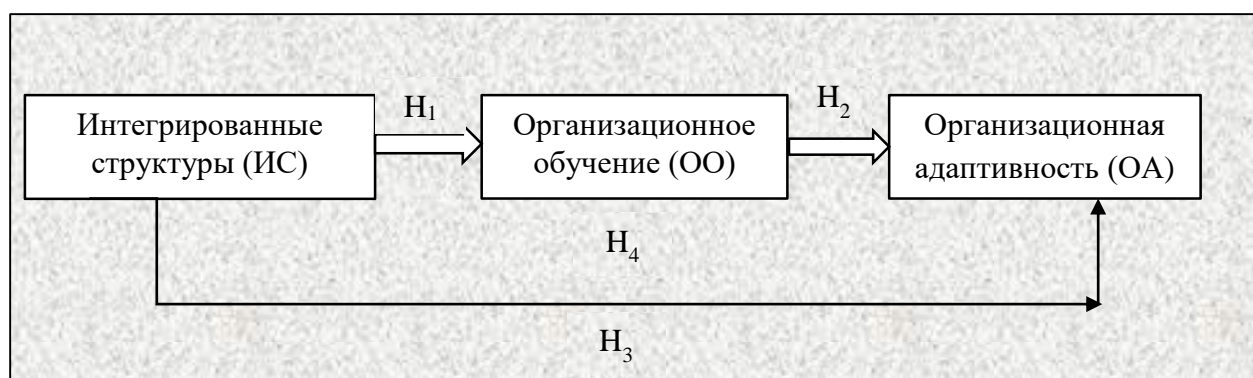 H₁
H₂
Интегрированные
структуры (ИС)
Организационное
обучение (ОО)
Организационная
адаптивность (ОА)
H₄
H₃